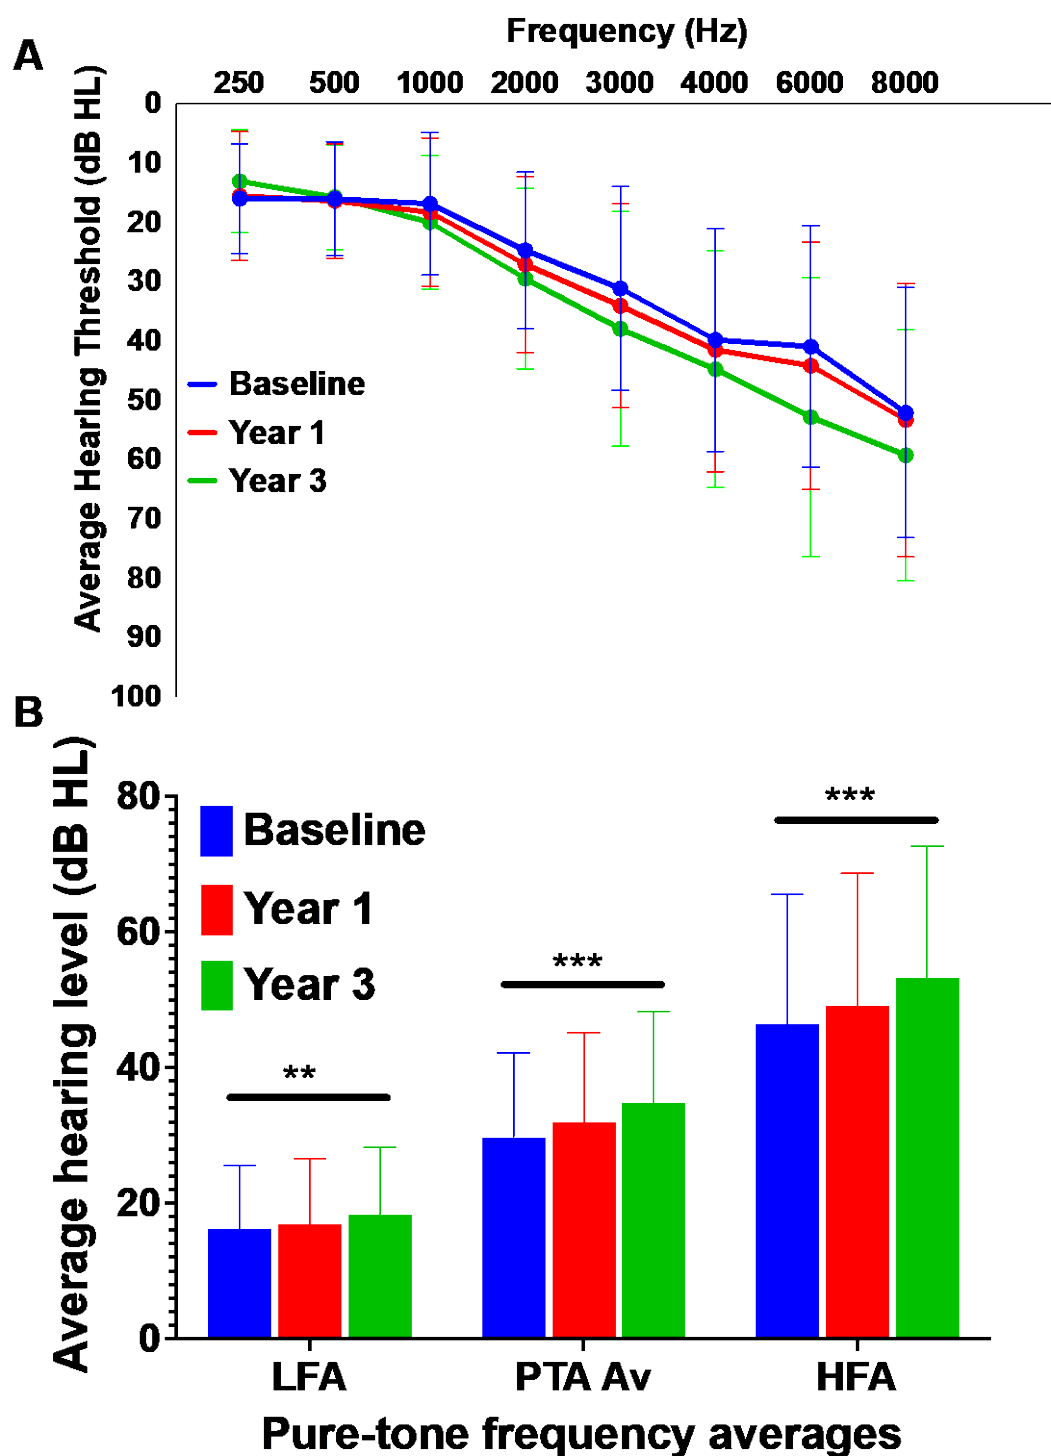 A
Frequency (Hz)
250 500 1000 2000 3000 4000 6000 8000
Average Hearing Threshold (dB HL)
0
10
20
30
40
50
60
70
80
90
100
Baseline
Year 1
Year 3
B
Average hearing level (dB HL)
80
60
40
20
0
Baseline
Year 1
Year 3
**
***
***
LFA PTA Av HFA
Pure-tone frequency averages